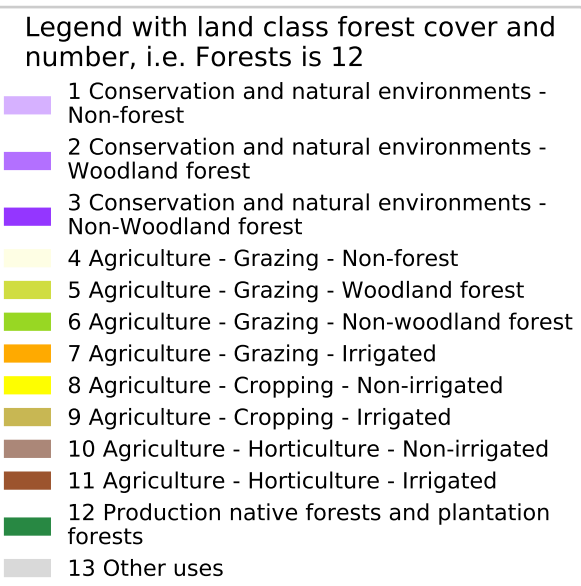 Legend with land class forest cover and
number, i.e. Forests is 12
1 Conservation and natural environments -
Non-forest
2 Conservation and natural environments -
Woodland forest
3 Conservation and natural environments -
Non-Woodland forest
4 Agriculture - Grazing - Non-forest
5 Agriculture - Grazing - Woodland forest
6 Agriculture - Grazing - Non-woodland forest
7 Agriculture - Grazing - Irrigated
8 Agriculture - Cropping - Non-irrigated
9 Agriculture - Cropping - Irrigated
10 Agriculture - Horticulture - Non-irrigated
11 Agriculture - Horticulture - Irrigated
12 Production native forests and plantation
forests
13 Other uses